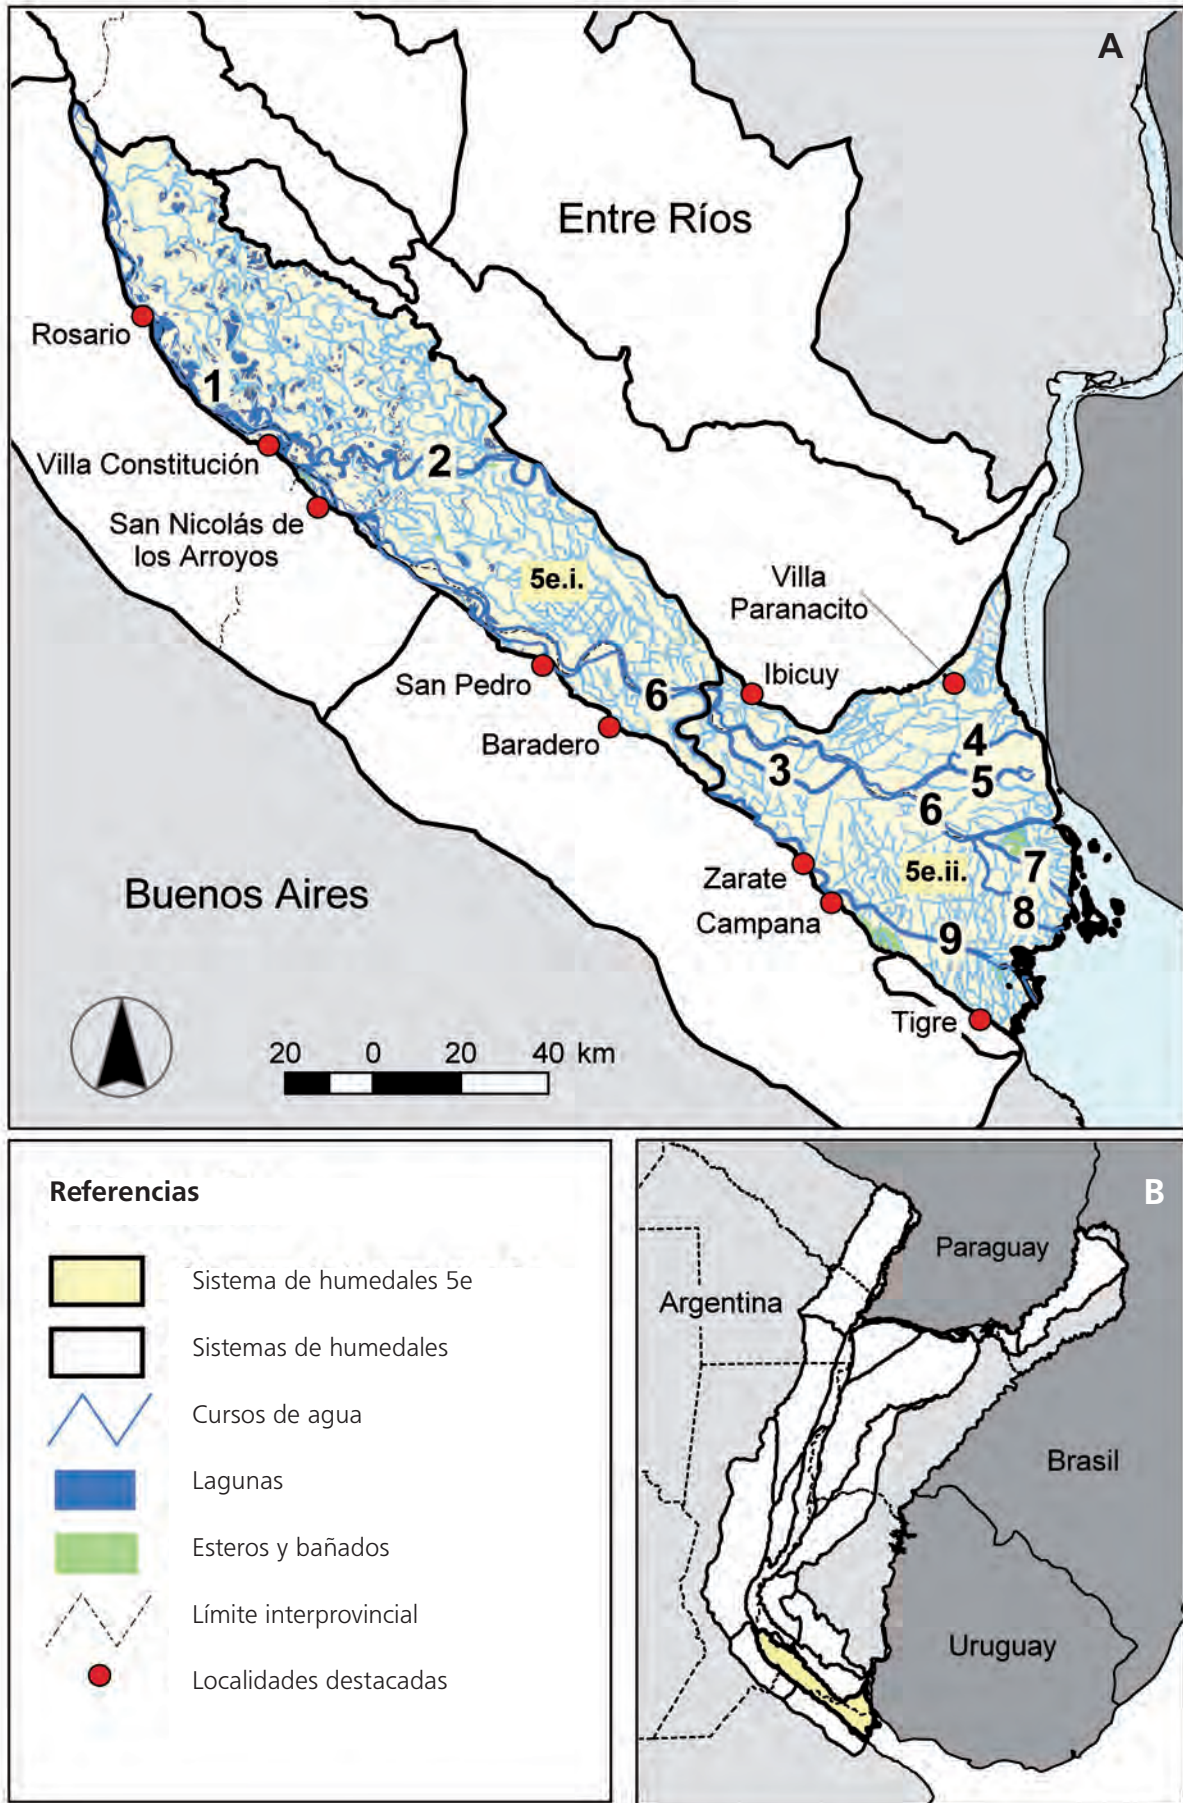 A
Entre Ríos
Rosario
1
Villa Constitución
2
San Nicolás de
los Arroyos
5e.i.
Villa
Paranacito
San Pedro
6
Ibicuy
Baradero
3
4
5
6
Zarate
5e.ii.
7
Buenos Aires
Campana
8
9
Tigre
20 0 20 40 km
Referencias
Sistema de humedales 5e
Sistemas de humedales
Cursos de agua
Lagunas
Esteros y bañados
Límite interprovincial
Localidades destacadas
B
Paraguay
Argentina
Brasil
Uruguay